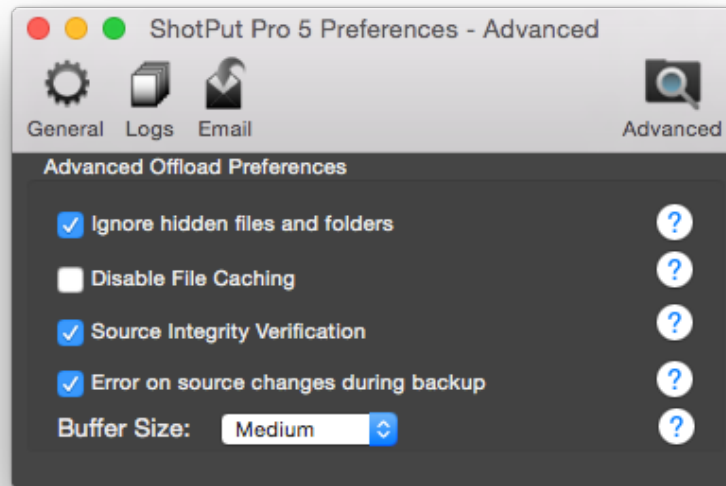 ShotPut Pro 5 Preferences - Advanced
General Logs Email Advanced
Advanced Offload Preferences
Ignore hidden files and folders ?
Disable File Caching ?
Source Integrity Verification ?
Error on source changes during backup ?
Buffer Size: Medium ?